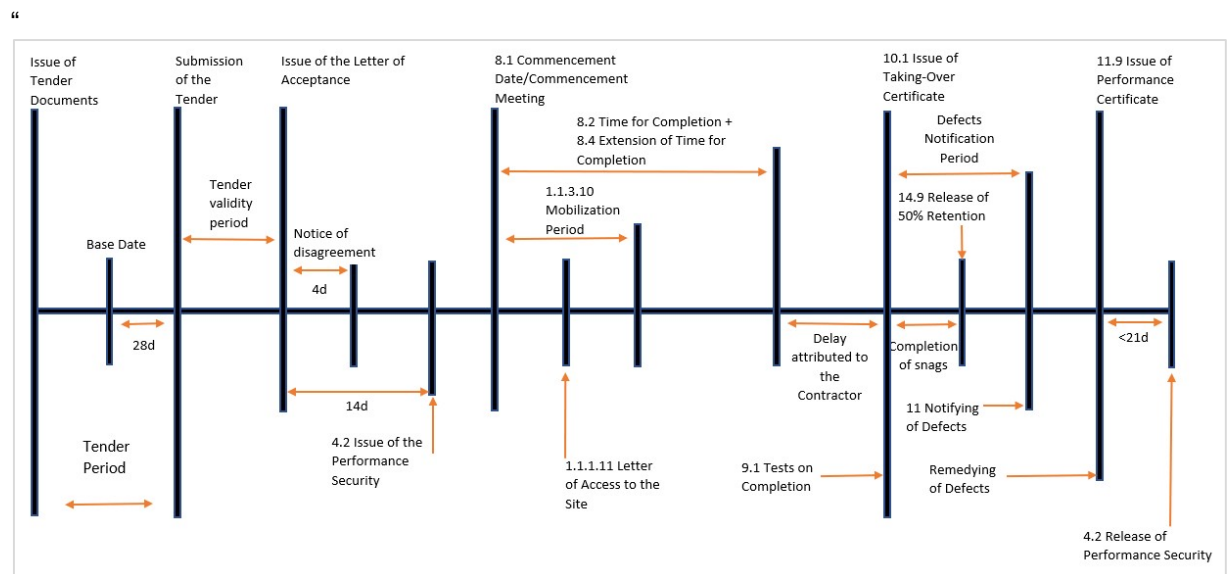 “
Issue of
Tender
Documents
Submission
of the
Tender
Issue of the Letter of
Acceptance
8.1 Commencement
Date/Commencement
Meeting
10.1 Issue of
Taking-Over
Certificate
11.9 Issue of
Performance
Certificate
8.2 Time for Completion +
8.4 Extension of Time for
Completion
Defects
Notification
Period
Tender
validity
period
1.1.3.10
Mobilization
Period
14.9 Release of
50% Retention
Base Date
Notice of
disagreement
4d
28d
Delay
attributed to
the
Contractor
Completion
of snags
<21d
14d
4.2 Issue of the
Performance
Security
11 Notifying
of Defects
Tender
Period
1.1.1.11 Letter
of Access to the
Site
9.1 Tests on
Completion
Remedying
of Defects
4.2 Release of
Performance Security